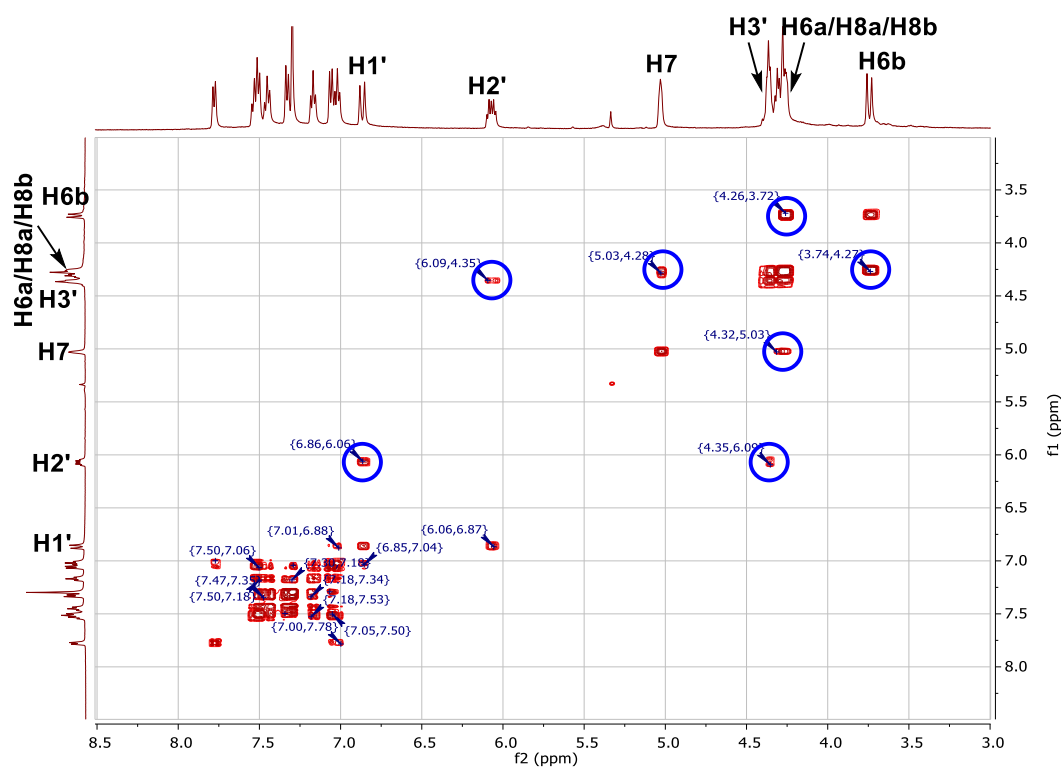 H3' H6a/H8a/H8b
H1' H2' H7 H6b
H6b
H6a/H8a/H8b
H3'
H7
H2'
H1'
{4.26,3.72}
{6.09,4.35}
{5.03,4.28}
{3.74,4.27}
{4.32,5.03}
{6.86,6.06}
{4.35,6.09}
{7.01,6.88}
{6.06,6.87}
{7.50,7.06}
{6.85,7.04}
{7.18,7.34}
{7.50,7.18}
{7.18,7.53}
{7.00,7.78}
{7.05,7.50}
3.5
4.0
4.5
5.0
5.5
6.0
6.5
7.0
7.5
8.0
f1 (ppm)
8.5 8.0 7.5 7.0 6.5 6.0 5.5 5.0 4.5 4.0 3.5 3.0
f2 (ppm)